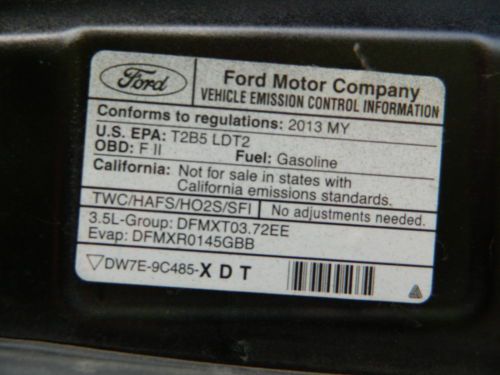 Ford
Ford Motor Company
VEHICLE EMISSION CONTROL INFORMATION
Conforms to regulations: 2013 MY
U.S. EPA: T2B5 LDT2
OBD: F II Fuel: Gasoline
California: Not for sale in states with
California emissions standards.
TWC/HAFS/HO2S/SFI No adjustments needed.
3.5L-Group: DFMXT03.72EE
Evap: DFMXR0145GBB
▽DW7E-9C485-X D T